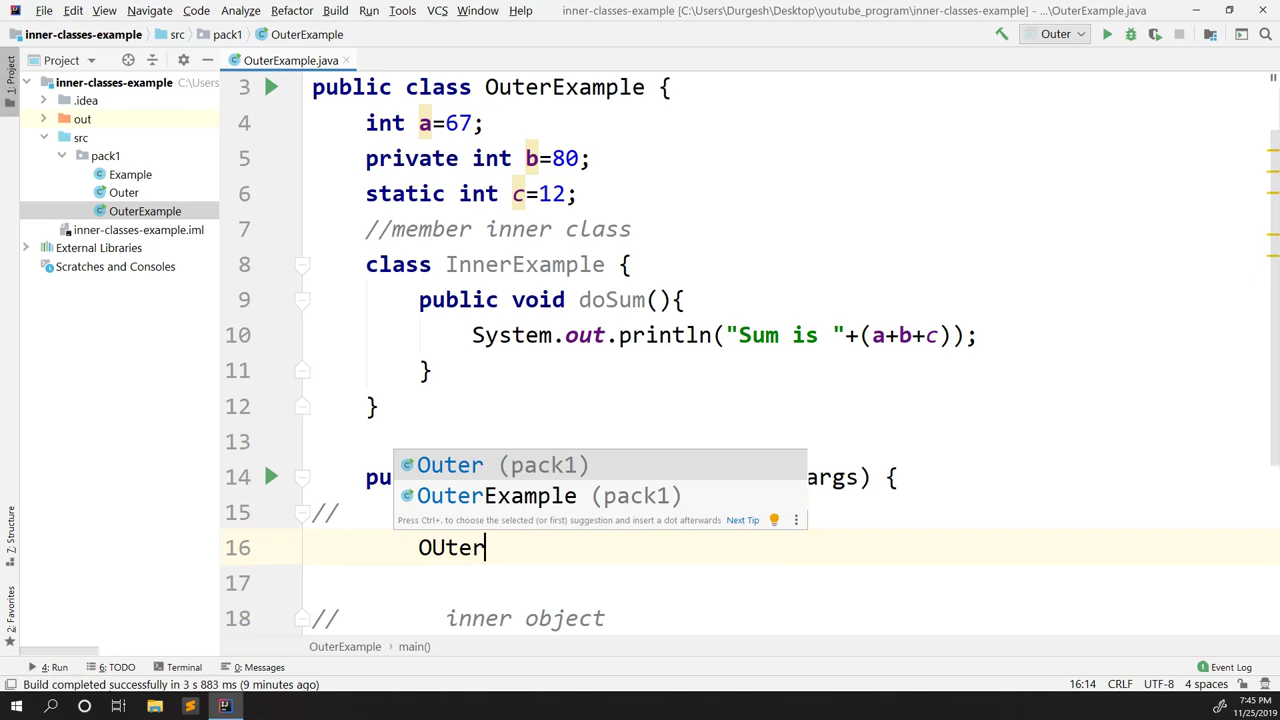 File Edit View Navigate Code Analyze Refactor Build Run Tools VCS Window Help inner-classes-example [C:\Users\Durgesh\Desktop\youtube_program\inner-classes-example] - ...\OuterExample.java
inner-classes-example src pack1 OuterExample Outer
Project OuterExample.java
1: Project
inner-classes-example C:\Users
.idea
out
src
pack1
Example
Outer
OuterExample
inner-classes-example.iml
External Libraries
Scratches and Consoles
3 public class OuterExample {
4 int a=67;
5 private int b=80;
6 static int c=12;
7 //member inner class
8 class InnerExample {
9 public void doSum(){
10 System.out.println("Sum is "+(a+b+c));
11 }
12 }
13
14 pu args) {
Outer (pack1)
OuterExample (pack1)
Press Ctrl+. to choose the selected (or first) suggestion and insert a dot afterwards Next Tip
15 //
16 OUter
17
18 // inner object
Z: Structure
2: Favorites
OuterExample main()
4: Run 6: TODO Terminal 0: Messages Event Log
Build completed successfully in 3 s 883 ms (9 minutes ago) 16:14 CRLF UTF-8 4 spaces
7:45 PM
11/25/2019